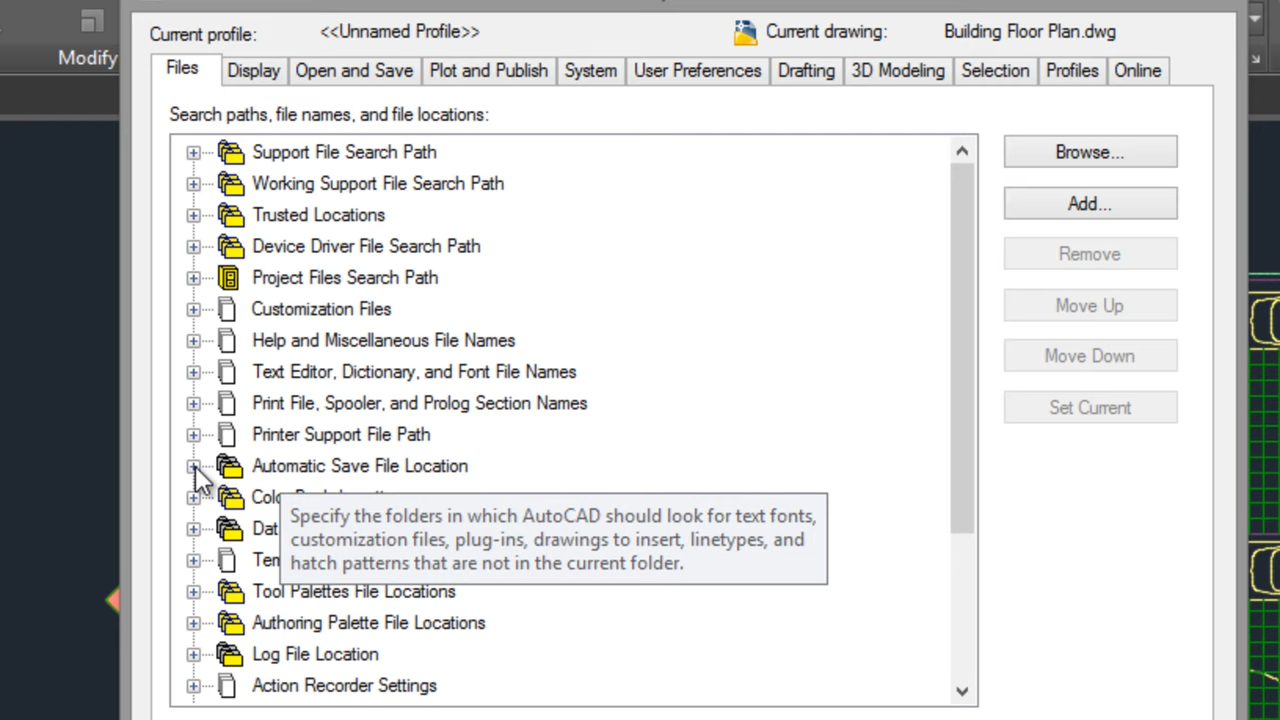 Modify
Current profile: <<Unnamed Profile>> Current drawing: Building Floor Plan.dwg
Files Display Open and Save Plot and Publish System User Preferences Drafting 3D Modeling Selection Profiles Online
Search paths, file names, and file locations:
Support File Search Path
Working Support File Search Path
Trusted Locations
Device Driver File Search Path
Project Files Search Path
Customization Files
Help and Miscellaneous File Names
Text Editor, Dictionary, and Font File Names
Print File, Spooler, and Prolog Section Names
Printer Support File Path
Automatic Save File Location
Specify the folders in which AutoCAD should look for text fonts,
customization files, plug-ins, drawings to insert, linetypes, and
hatch patterns that are not in the current folder.
Tool Palettes File Locations
Authoring Palette File Locations
Log File Location
Action Recorder Settings
Browse...
Add...
Remove
Move Up
Move Down
Set Current